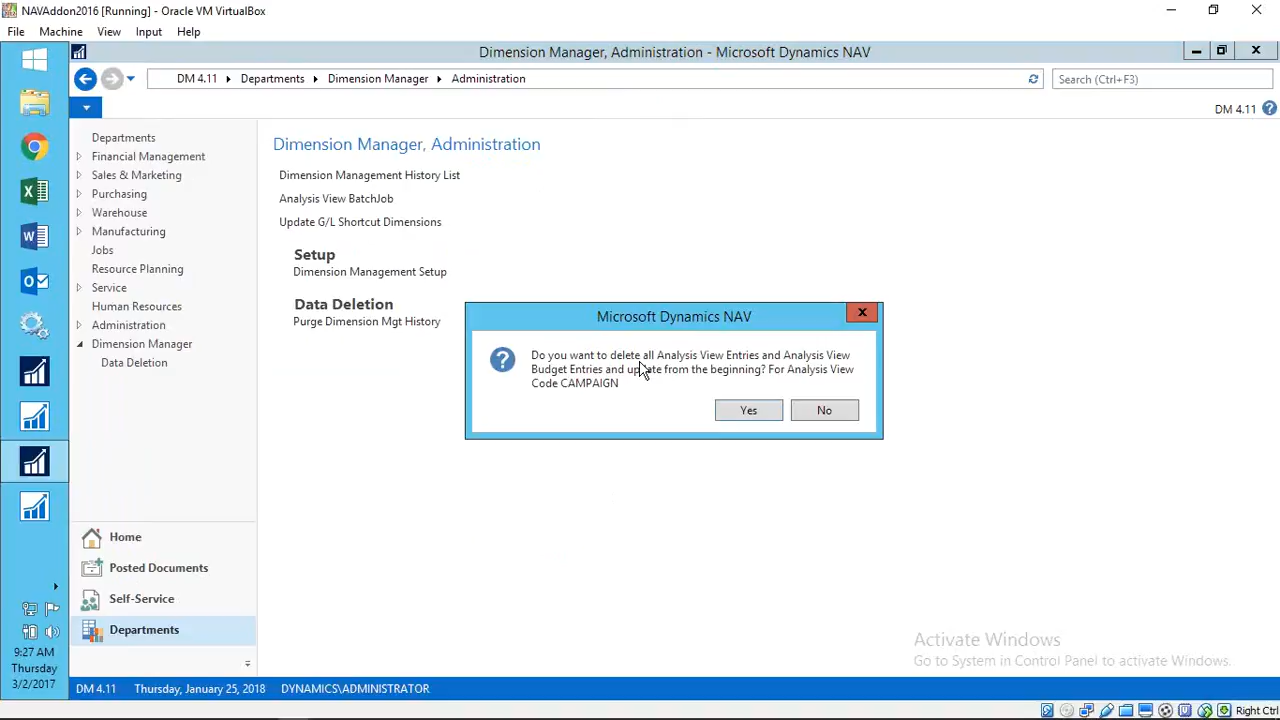 NAVAddon2016 [Running] - Oracle VM VirtualBox
File Machine View Input Help
Dimension Manager, Administration - Microsoft Dynamics NAV
DM 4.11 Departments Dimension Manager Administration
Search (Ctrl+F3)
DM 4.11
Departments
Financial Management
Sales & Marketing
Purchasing
Warehouse
Manufacturing
Jobs
Resource Planning
Service
Human Resources
Administration
Dimension Manager
Data Deletion
Dimension Manager, Administration
Dimension Management History List
Analysis View BatchJob
Update G/L Shortcut Dimensions
Setup
Dimension Management Setup
Data Deletion
Purge Dimension Mgt History
Microsoft Dynamics NAV
Do you want to delete all Analysis View Entries and Analysis View
Budget Entries and update from the beginning? For Analysis View
Code CAMPAIGN
Yes No
Home
Posted Documents
Self-Service
Departments
9:27 AM
Thursday
3/2/2017
Activate Windows
Go to System in Control Panel to activate Windows.
DM 4.11 Thursday, January 25, 2018 DYNAMICS\ADMINISTRATOR
Right Ctrl